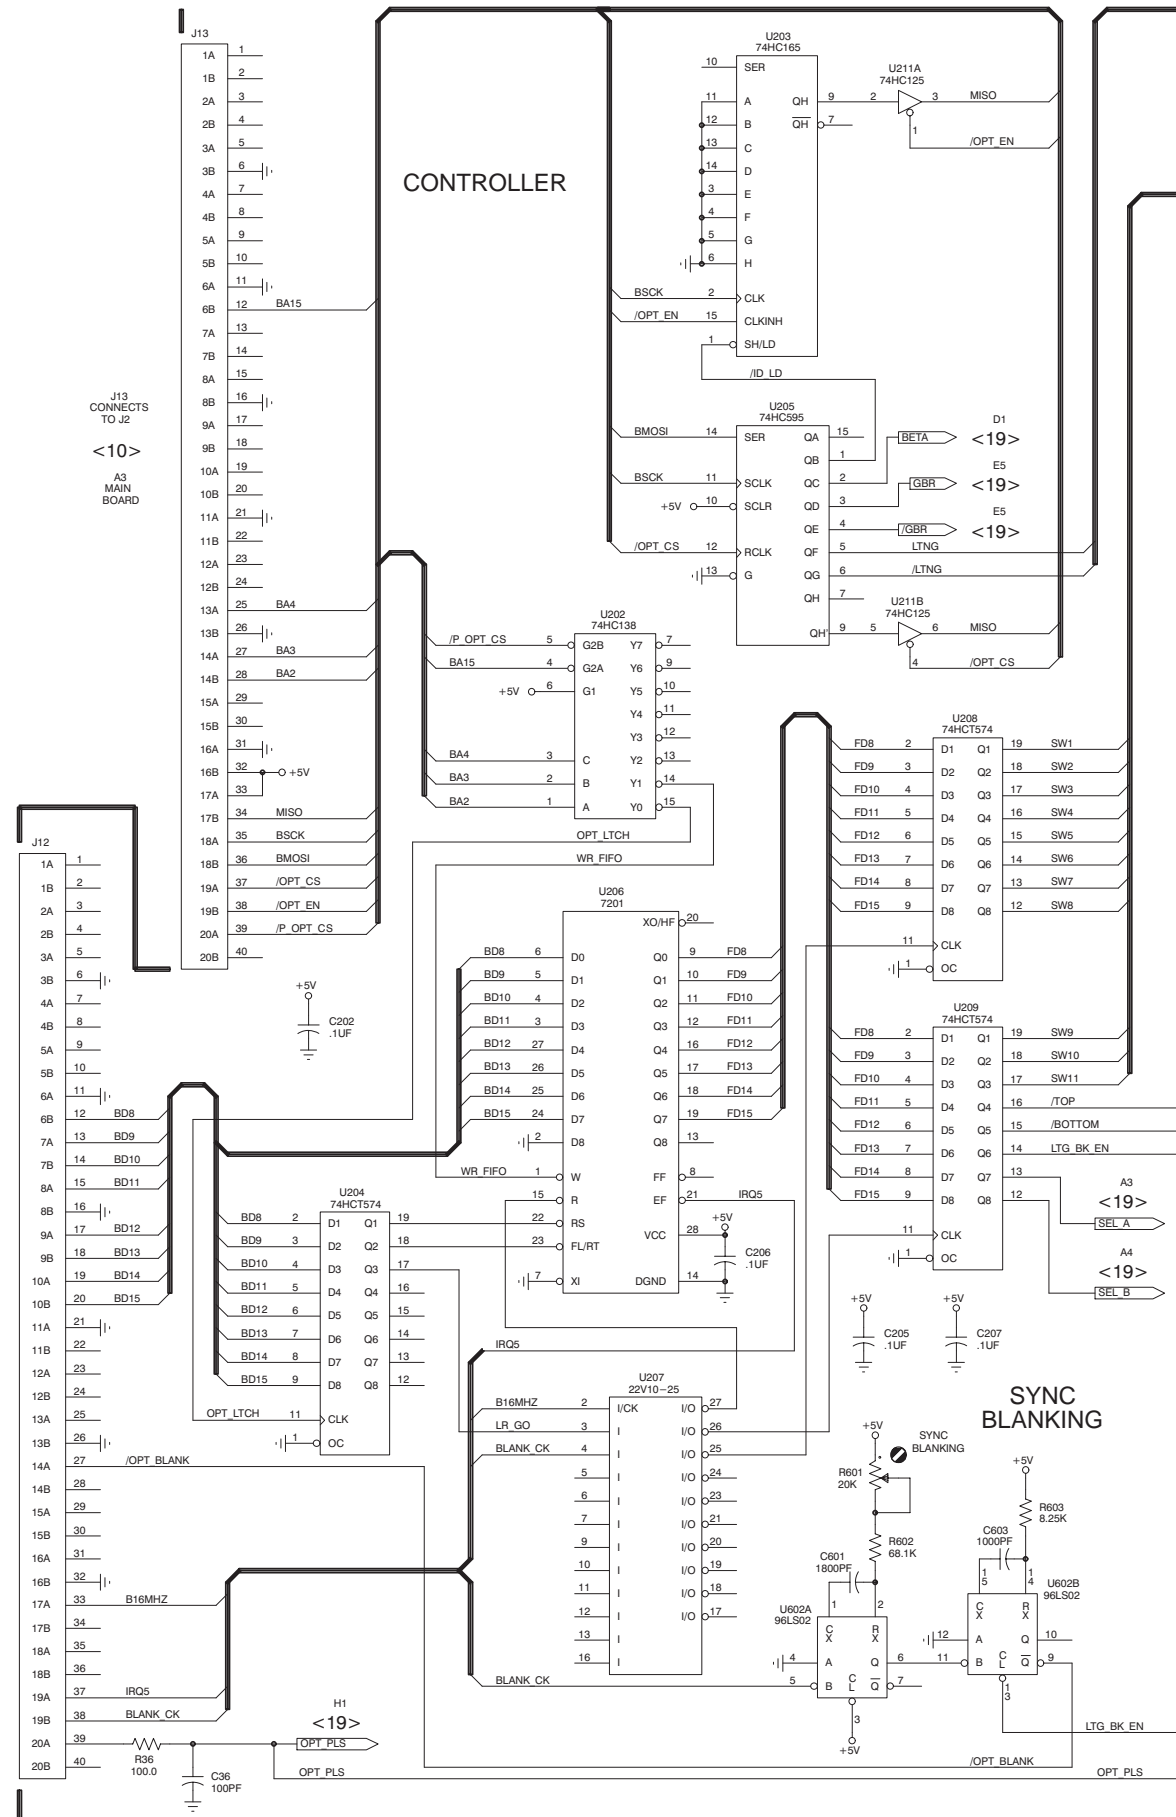 CONTROLLER
J13
1A 1
1B 2
2A 3
2B 4
3A 5
3B 6
4A 7
4B 8
5A 9
5B 10
6A 11
6B 12 BA15
7A 13
7B 14
8A 15
8B 16
9A 17
9B 18
10A 19
10B 20
11A 21
11B 22
12A 23
12B 24
13A 25 BA4
13B 26
14A 27 BA3
14B 28 BA2
15A 29
15B 30
16A 31
16B 32 +5V
17A 33
17B 34 MISO
18A 35 BSCK
18B 36 BMOSI
19A 37 /OPT_CS
19B 38 /OPT_EN
20A 39 /P_OPT_CS
20B 40
J13
CONNECTS
TO J2
<10>
A3
MAIN
BOARD
U203
74HC165
10 SER
11 A QH 9
12 B QH 7
13 C
14 D
3 E
4 F
5 G
6 H
BSCK 2 CLK
/OPT_EN 15 CLKINH
1 SH/LD
/ID_LD
U211A
74HC125
2 3 MISO
1 /OPT_EN
U205
74HC595
BMOSI 14 SER QA 15
QB 1
BSCK 11 SCLK QC 2
+5V 10 SCLR QD 3
QE 4
/OPT_CS 12 RCLK QF 5 LTNG
13 G QG 6 /LTNG
QH 7
QH' 9
D1
BETA <19>
E5
GBR <19>
E5
/GBR <19>
U211B
74HC125
5 6 MISO
4 /OPT_CS
U202
74HC138
/P_OPT_CS 5 G2B Y7 7
BA15 4 G2A Y6 9
+5V 6 G1 Y5 10
Y4 11
Y3 12
BA4 3 C Y2 13
BA3 2 B Y1 14
BA2 1 A Y0 15
OPT_LTCH
WR_FIFO
U208
74HCT574
FD8 2 D1 Q1 19 SW1
FD9 3 D2 Q2 18 SW2
FD10 4 D3 Q3 17 SW3
FD11 5 D4 Q4 16 SW4
FD12 6 D5 Q5 15 SW5
FD13 7 D6 Q6 14 SW6
FD14 8 D7 Q7 13 SW7
FD15 9 D8 Q8 12 SW8
11 CLK
1 OC
U206
7201
XO/HF 20
BD8 6 D0 Q0 9 FD8
BD9 5 D1 Q1 10 FD9
BD10 4 D2 Q2 11 FD10
BD11 3 D3 Q3 12 FD11
BD12 27 D4 Q4 16 FD12
BD13 26 D5 Q5 17 FD13
BD14 25 D6 Q6 18 FD14
BD15 24 D7 Q7 19 FD15
2 D8 Q8 13
WR_FIFO 1 W FF 8
15 R EF 21 IRQ5
22 RS VCC 28
23 FL/RT
7 XI DGND 14
+5V
C206
.1UF
U209
74HCT574
FD8 2 D1 Q1 19 SW9
FD9 3 D2 Q2 18 SW10
FD10 4 D3 Q3 17 SW11
FD11 5 D4 Q4 16 /TOP
FD12 6 D5 Q5 15 /BOTTOM
FD13 7 D6 Q6 14 LTG_BK_EN
FD14 8 D7 Q7 13
FD15 9 D8 Q8 12
11 CLK
1 OC
A3
<19>
SEL_A
A4
<19>
SEL_B
+5V
C202
.1UF
J12
1A 1
1B 2
2A 3
2B 4
3A 5
3B 6
4A 7
4B 8
5A 9
5B 10
6A 11
6B 12 BD8
7A 13 BD9
7B 14 BD10
8A 15 BD11
8B 16
9A 17 BD12
9B 18 BD13
10A 19 BD14
10B 20 BD15
11A 21
11B 22
12A 23
12B 24
13A 25
13B 26
14A 27 /OPT_BLANK
14B 28
15A 29
15B 30
16A 31
16B 32
17A 33 B16MHZ
17B 34
18A 35
18B 36
19A 37 IRQ5
19B 38 BLANK_CK
20A 39
20B 40
U204
74HCT574
BD8 2 D1 Q1 19
BD9 3 D2 Q2 18
BD10 4 D3 Q3 17
BD11 5 D4 Q4 16
BD12 6 D5 Q5 15
BD13 7 D6 Q6 14
BD14 8 D7 Q7 13
BD15 9 D8 Q8 12
OPT_LTCH 11 CLK
1 OC
IRQ5
U207
22V10-25
B16MHZ 2 I/CK I/O 27
LR_GO 3 I I/O 26
BLANK_CK 4 I I/O 25
5 I I/O 24
6 I I/O 23
7 I I/O 21
9 I I/O 20
10 I I/O 19
11 I I/O 18
12 I I/O 17
13 I
16 I
BLANK_CK
+5V
C205
.1UF
+5V
C207
.1UF
SYNC
BLANKING
+5V
SYNC
BLANKING
R601
20K
R602
68.1K
C601
1800PF
U602A
96LS02
1 2
CX RX
4 A Q 6
5 B CL Q 7
3
+5V
+5V
R603
8.25K
C603
1000PF
U602B
96LS02
15 14
CX RX
12 A Q 10
11 B CL Q 9
13
LTG_BK_EN
/OPT_BLANK
H1
<19>
OPT_PLS
R36
100.0
C36
100PF
OPT_PLS
OPT_PLS